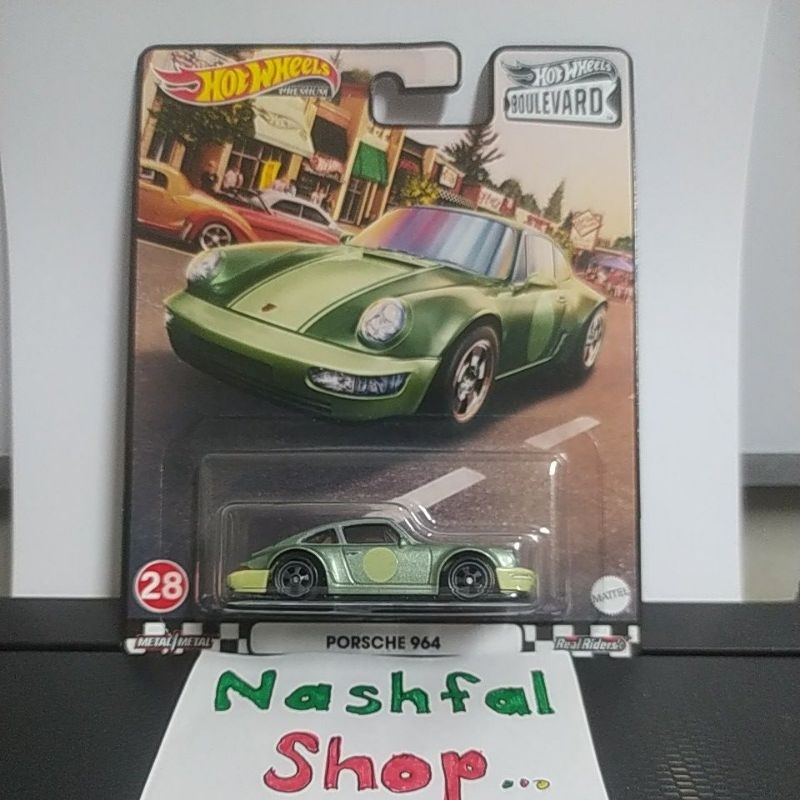 Hot Wheels
PREMIUM
Hot Wheels
BOULEVARD
28
MATTEL
METAL/METAL
PORSCHE 964
Real Riders
Nashfal
Shop...